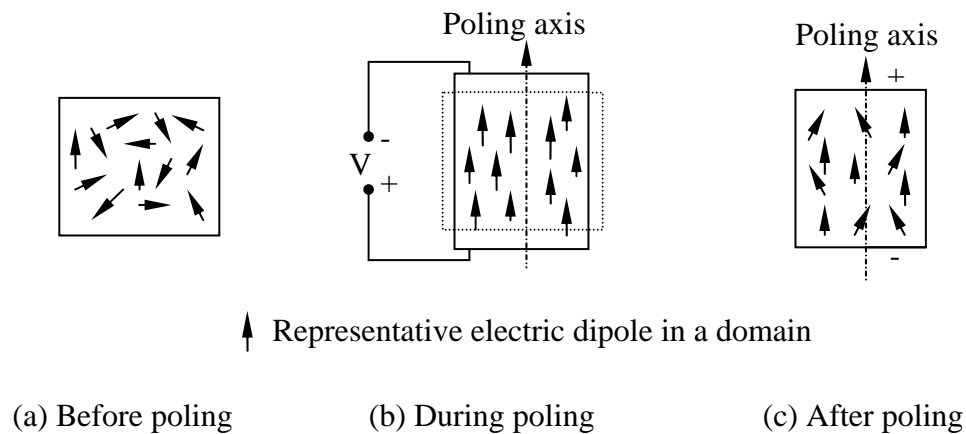 Poling axis
Poling axis
+
-
V
+
-
Representative electric dipole in a domain
(a) Before poling
(b) During poling
(c) After poling